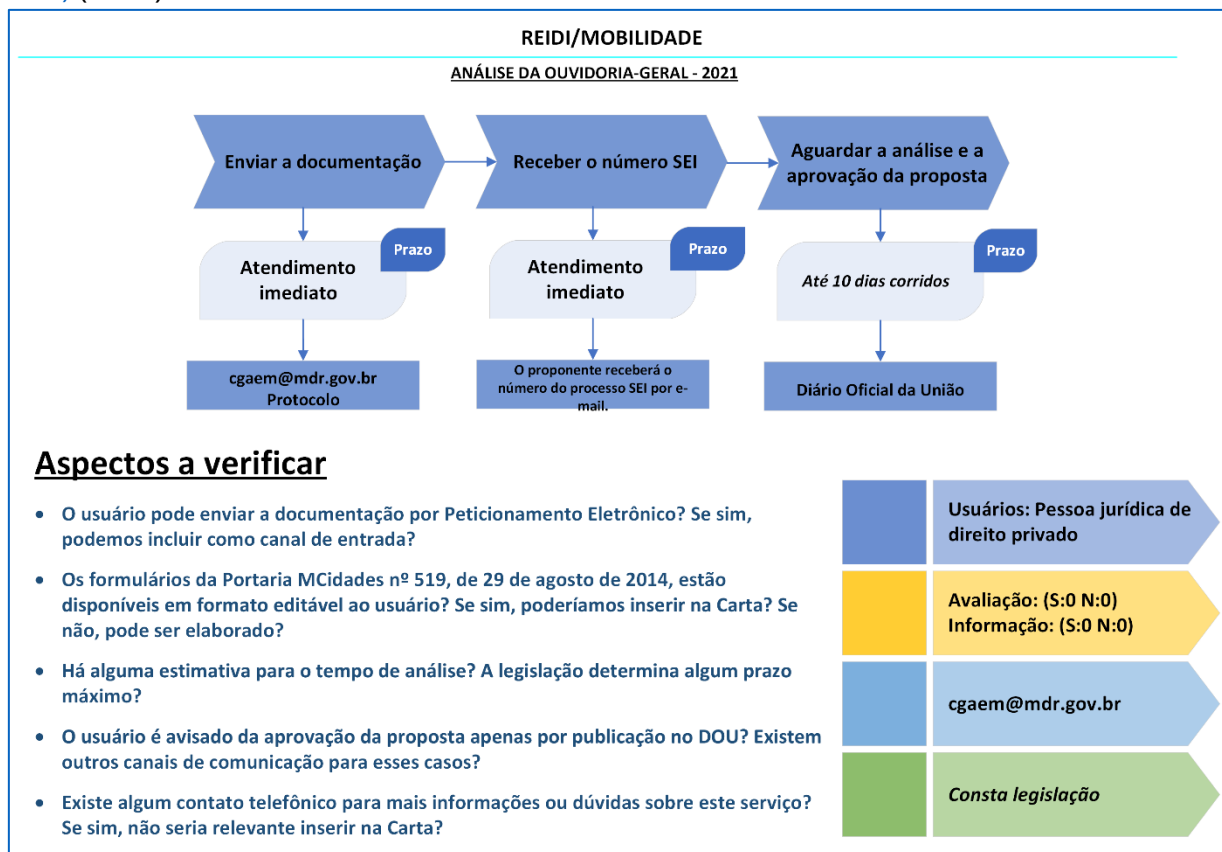 REIDI/MOBILIDADE
ANÁLISE DA OUVIDORIA-GERAL - 2021
Enviar a documentação
Receber o número SEI
Aguardar a análise e a
aprovação da proposta
Prazo
Atendimento
imediato
Prazo
Atendimento
imediato
Prazo
Até 10 dias corridos
cgaem@mdr.gov.br
Protocolo
O proponente receberá o
número do processo SEI por e-
mail.
Diário Oficial da União
Aspectos a verificar
• O usuário pode enviar a documentação por Peticionamento Eletrônico? Se sim,
podemos incluir como canal de entrada?
• Os formulários da Portaria MCidades nº 519, de 29 de agosto de 2014, estão
disponíveis em formato editável ao usuário? Se sim, poderíamos inserir na Carta? Se
não, pode ser elaborado?
• Há alguma estimativa para o tempo de análise? A legislação determina algum prazo
máximo?
• O usuário é avisado da aprovação da proposta apenas por publicação no DOU? Existem
outros canais de comunicação para esses casos?
• Existe algum contato telefônico para mais informações ou dúvidas sobre este serviço?
Se sim, não seria relevante inserir na Carta?
Usuários: Pessoa jurídica de
direito privado
Avaliação: (S:0 N:0)
Informação: (S:0 N:0)
cgaem@mdr.gov.br
Consta legislação